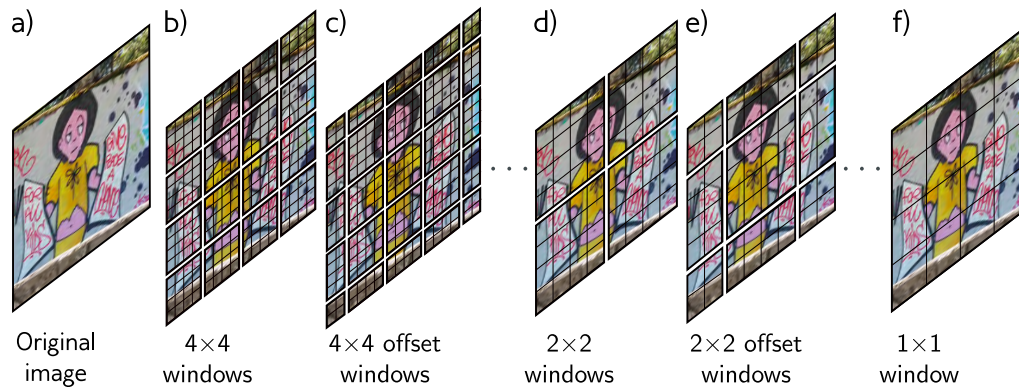 a)
b)
c)
d)
e)
f)
Original
image
4×4
windows
4×4 offset
windows
2×2
windows
2×2 offset
windows
1×1
window